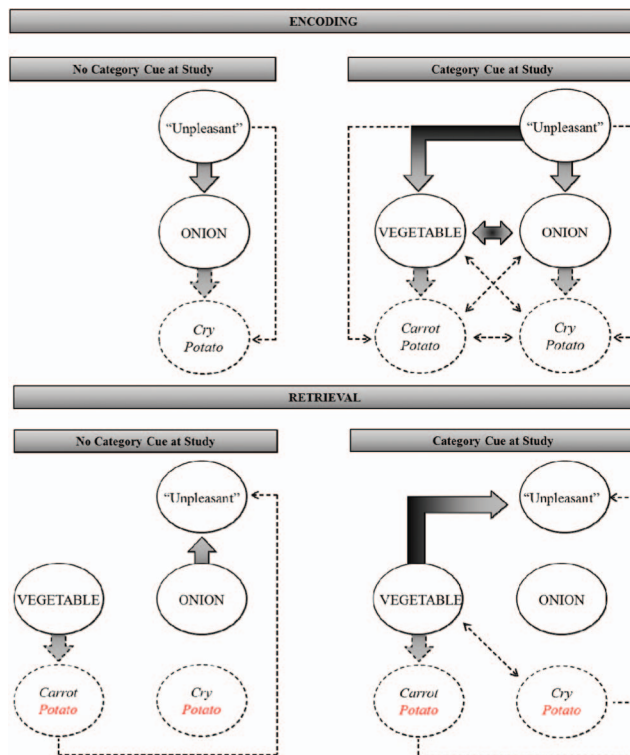 ENCODING
No Category Cue at Study
Category Cue at Study
"Unpleasant"
"Unpleasant"
ONION
VEGETABLE
ONION
Cry
Potato
Carrot
Potato
Cry
Potato
RETRIEVAL
No Category Cue at Study
Category Cue at Study
"Unpleasant"
"Unpleasant"
VEGETABLE
ONION
VEGETABLE
ONION
Carrot
Potato
Cry
Potato
Carrot
Potato
Cry
Potato